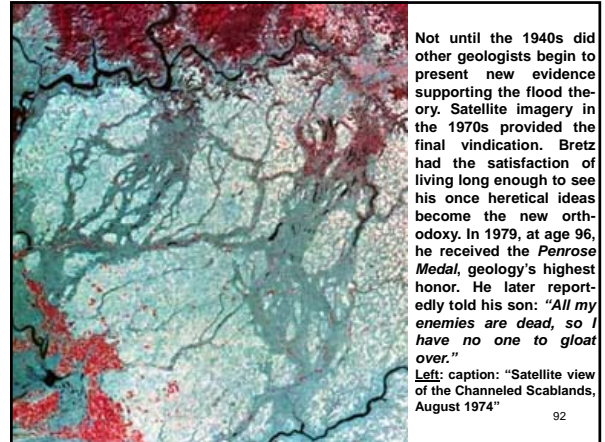 Not until the 1940s did
other geologists begin to
present new evidence
supporting the flood the-
ory. Satellite imagery in
the 1970s provided the
final vindication. Bretz
had the satisfaction of
living long enough to see
his once heretical ideas
become the new orth-
odoxy. In 1979, at age 96,
he received the Penrose
Medal, geology's highest
honor. He later report-
edly told his son: “All my
enemies are dead, so I
have no one to gloat
over.”
Left: caption: “Satellite view
of the Channeled Scablands,
August 1974”
92